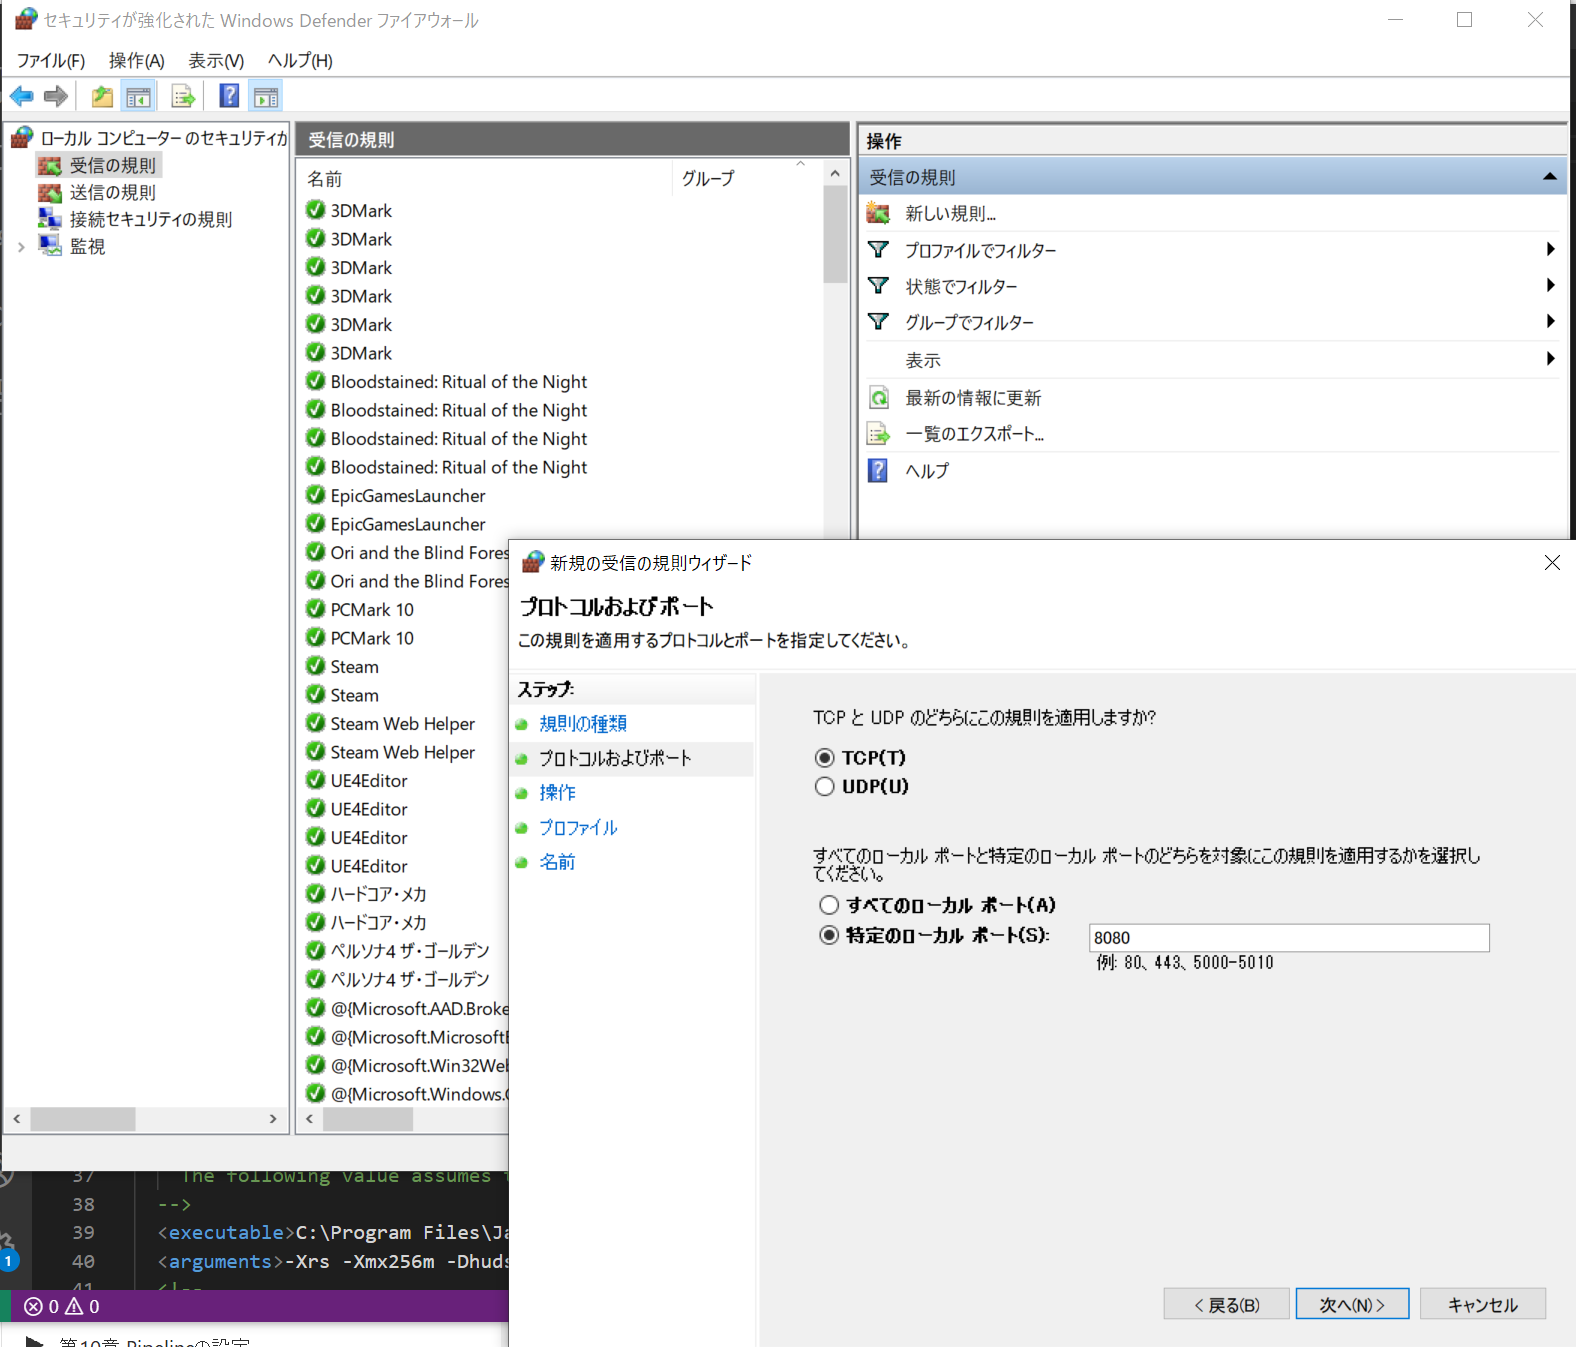 セキュリティが強化された Windows Defender ファイアウォール
ファイル(F) 操作(A) 表示(V) ヘルプ(H)
ローカル コンピューター のセキュリティが
受信の規則
送信の規則
接続セキュリティの規則
監視
受信の規則
名前 グループ
3DMark
3DMark
3DMark
3DMark
3DMark
3DMark
Bloodstained: Ritual of the Night
Bloodstained: Ritual of the Night
Bloodstained: Ritual of the Night
Bloodstained: Ritual of the Night
EpicGamesLauncher
EpicGamesLauncher
Ori and the Blind Fores
Ori and the Blind Fores
PCMark 10
PCMark 10
Steam
Steam
Steam Web Helper
Steam Web Helper
UE4Editor
UE4Editor
UE4Editor
UE4Editor
ハードコア・メカ
ハードコア・メカ
ペルソナ4 ザ・ゴールデン
ペルソナ4 ザ・ゴールデン
@{Microsoft.AAD.Broke
@{Microsoft.Microsoft
@{Microsoft.Win32Web
@{Microsoft.Windows.C
操作
受信の規則
新しい規則...
プロファイルでフィルター
状態でフィルター
グループでフィルター
表示
最新の情報に更新
一覧のエクスポート...
ヘルプ
新規の受信の規則ウィザード
プロトコルおよびポート
この規則を適用するプロトコルとポートを指定してください。
ステップ:
規則の種類
プロトコルおよびポート
操作
プロファイル
名前
TCP と UDP のどちらにこの規則を適用しますか?
TCP(T)
UDP(U)
すべてのローカル ポートと特定のローカル ポートのどちらを対象にこの規則を適用するかを選択し
てください。
すべてのローカル ポート(A)
特定のローカル ポート(S): 8080
例: 80、443、5000-5010
< 戻る(B) 次へ(N) > キャンセル
37 The following value assumes
38 -->
39 <executable>C:\Program Files\Ja
40 <arguments>-Xrs -Xmx256m -Dhuds
41 <!--
1
0 0
第10章 Pipelineの設定